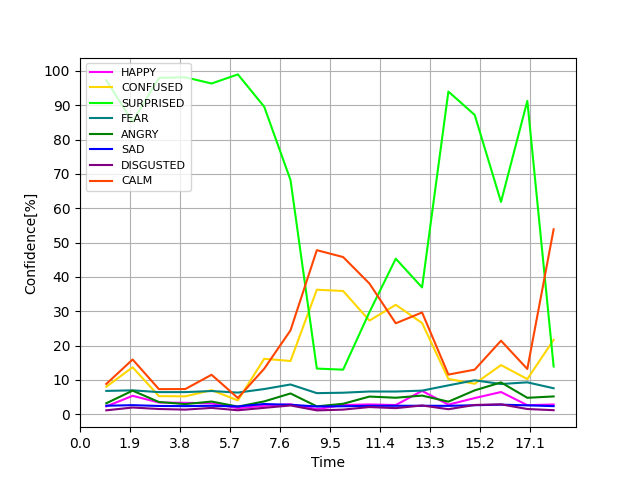 HAPPY
CONFUSED
SURPRISED
FEAR
ANGRY
SAD
DISGUSTED
CALM
100
90
80
70
60
50
40
30
20
10
0
Confidence[%]
0.0 1.9 3.8 5.7 7.6 9.5 11.4 13.3 15.2 17.1
Time